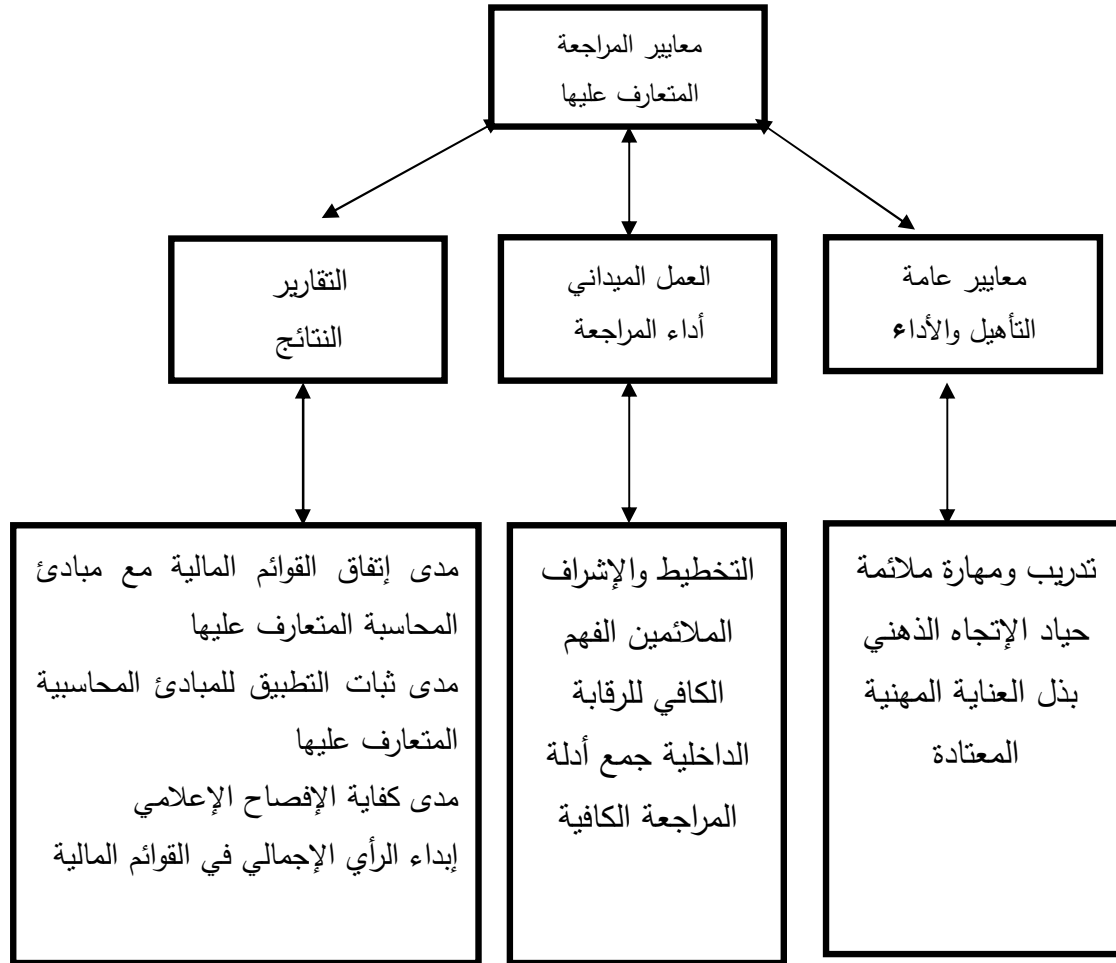 معايير المراجعة
المتعارف عليها
معايير عامة
التأهيل والأداء
العمل الميداني
أداء المراجعة
التقارير
النتائج
تدريب ومهارة ملائمة
حياد الإتجاه الذهني
بذل العناية المهنية
المعتادة
التخطيط والإشراف
الملائمين الفهم
الكافي للرقابة
الداخلية جمع أدلة
المراجعة الكافية
مدى إتفاق القوائم المالية مع مبادئ
المحاسبة المتعارف عليها
مدى ثبات التطبيق للمبادئ المحاسبية
المتعارف عليها
مدى كفاية الإفصاح الإعلامي
إبداء الرأي الإجمالي في القوائم المالية